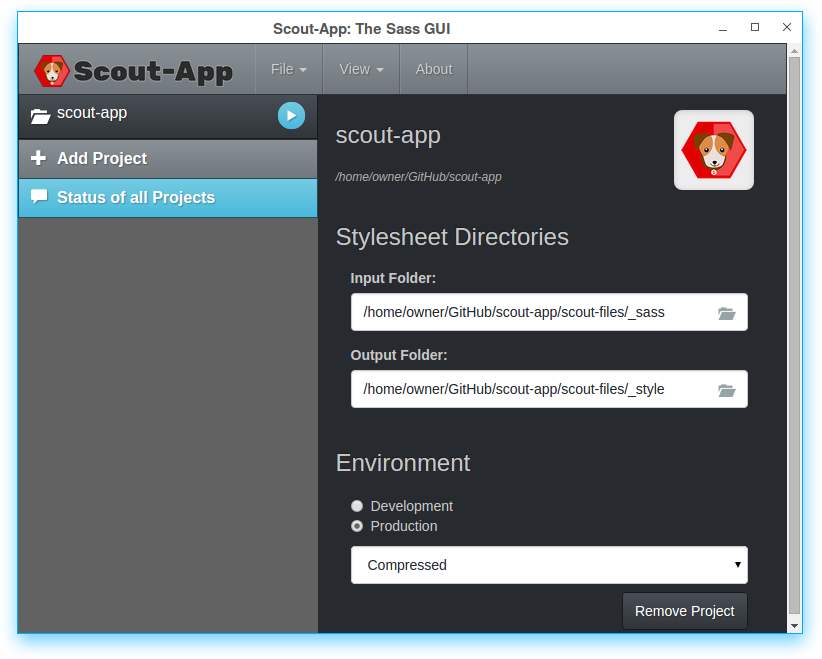 Scout-App: The Sass GUI
Scout-App File View About
scout-app
Add Project
Status of all Projects
scout-app
/home/owner/GitHub/scout-app
Stylesheet Directories
Input Folder:
/home/owner/GitHub/scout-app/scout-files/_sass
Output Folder:
/home/owner/GitHub/scout-app/scout-files/_style
Environment
Development
Production
Compressed
Remove Project